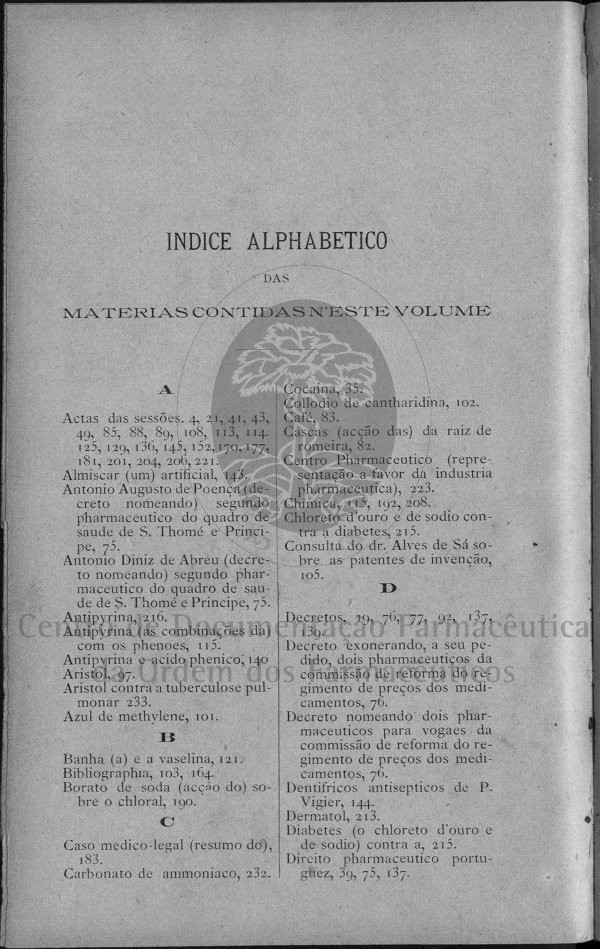 INDICE ALPHABETICO
DAS
MATERIAS CONTIDAS N'ESTE VOLUME
A
Actas das sessões. 4, 21, 41, 43,
49, 85, 88, 89, 108, 113, 114.
125, 129, 136, 145, 152, 170, 177,
181, 201, 204, 206, 221.
Almiscar (um) artificial, 143.
Antonio Augusto de Poença (de-
creto nomeando) segundo
pharmaceutico do quadro de
saude de S. Thomé e Princi-
pe, 75.
Antonio Diniz de Abreu (decre-
to nomeando) segundo phar-
maceutico do quadro de sau-
de de S. Thomé e Principe, 75.
Antipyrina, 216.
Antipyrina (as combinações da)
com os phenoes, 115.
Antipyrina e acido phenico, 140
Aristol, 97.
Aristol contra a tuberculose pul-
monar 233.
Azul de methylene, 101.
B
Banha (a) e a vaselina, 121.
Bibliographia, 103, 164.
Borato de soda (acção do) so-
bre o chloral, 190.
C
Caso medico-legal (resumo do),
183.
Carbonato de ammoniaco, 232.
Cocaina, 35.
Collodio de cantharidina, 102.
Café, 83.
Cascas (acção das) da raiz de
romeira, 82.
Centro Pharmaceutico (repre-
sentação a favor da industria
pharmaceutica), 223.
Chimica, 115, 192, 208.
Chloreto d'ouro e de sodio con-
tra a diabetes, 215.
Consulta do dr. Alves de Sá so-
bre as patentes de invenção,
105.
D
Decretos, 19, 76, 77, 92, 137,
139.
Decreto exonerando, a seu pe-
dido, dois pharmaceuticos da
commissão de reforma do re-
gimento de preços dos medi-
camentos, 76.
Decreto nomeando dois phar-
maceuticos para vogaes da
commissão de reforma do re-
gimento de preços dos medi-
camentos, 76.
Dentifricos antisepticos de P.
Vigier, 144.
Dermatol, 213.
Diabetes (o chloreto d'ouro e
de sodio) contra a, 215.
Direito pharmaceutico portu-
guez, 39, 75, 137.
Centro de Documentação Farmacêutica
da Ordem dos Farmacêuticos